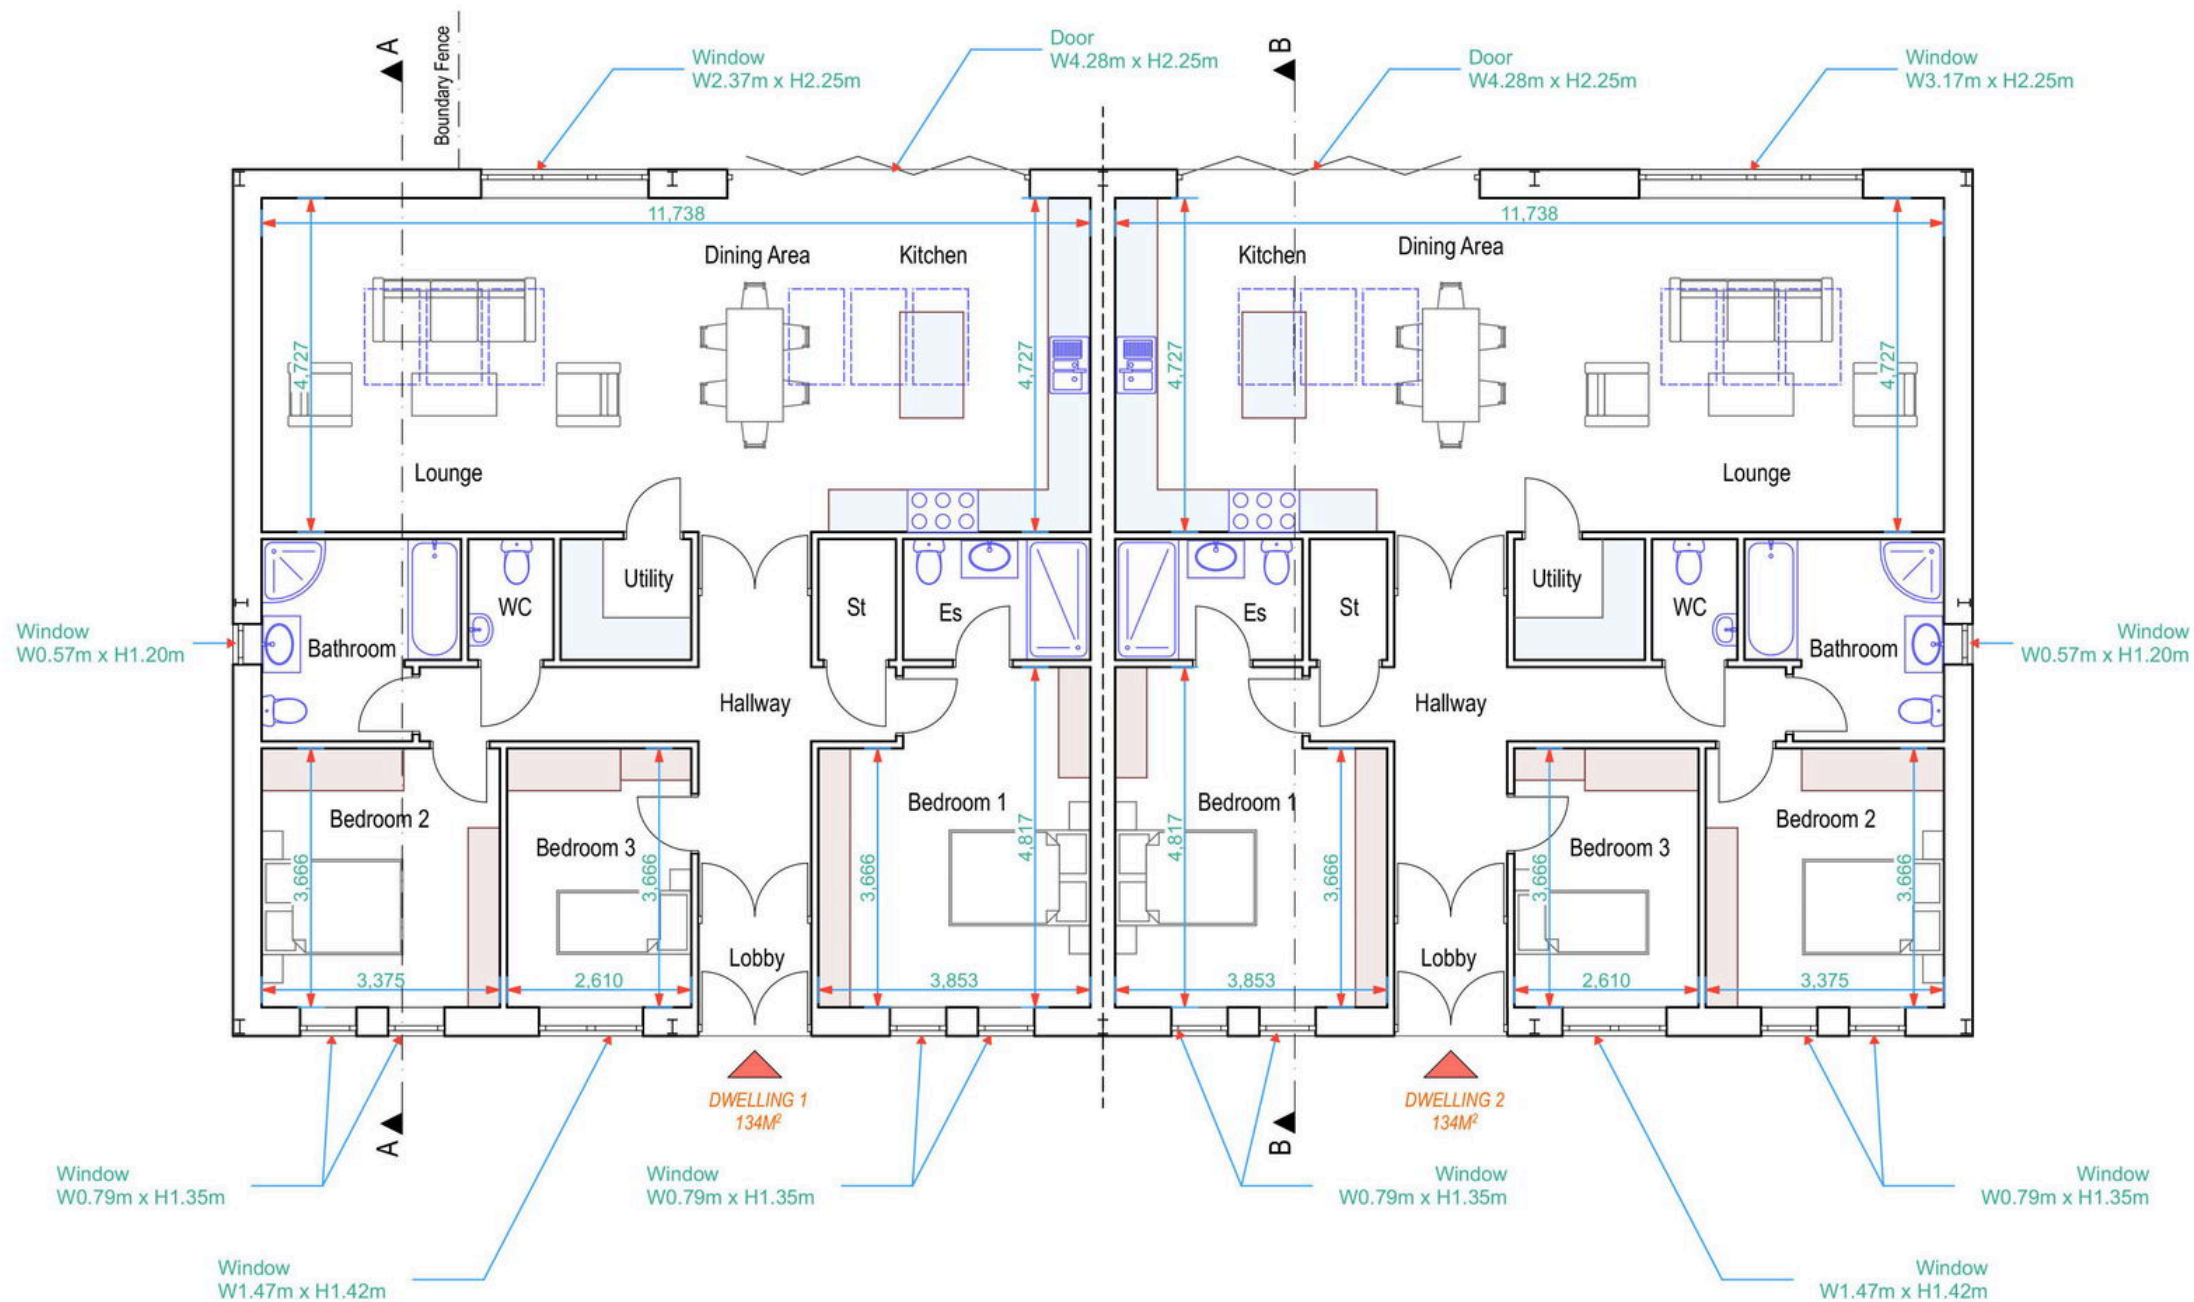 A
Boundary Fence
Window
W2.37m x H2.25m
Door
W4.28m x H2.25m
B
Door
W4.28m x H2.25m
Window
W3.17m x H2.25m
11,738
11,738
Dining Area
Kitchen
Kitchen
Dining Area
4,727
4,727
4,727
4,727
Lounge
Lounge
Utility
WC
St
Es
Es
St
Utility
WC
Window
W0.57m x H1.20m
Bathroom
Bathroom
Window
W0.57m x H1.20m
Hallway
Hallway
Bedroom 2
Bedroom 3
Bedroom 1
Bedroom 1
Bedroom 3
Bedroom 2
3,666
3,666
3,666
4,817
4,817
3,666
3,666
3,666
Lobby
Lobby
3,375
2,610
3,853
3,853
2,610
3,375
DWELLING 1
134M²
DWELLING 2
134M²
A
B
Window
W0.79m x H1.35m
Window
W0.79m x H1.35m
Window
W0.79m x H1.35m
Window
W0.79m x H1.35m
Window
W1.47m x H1.42m
Window
W1.47m x H1.42m